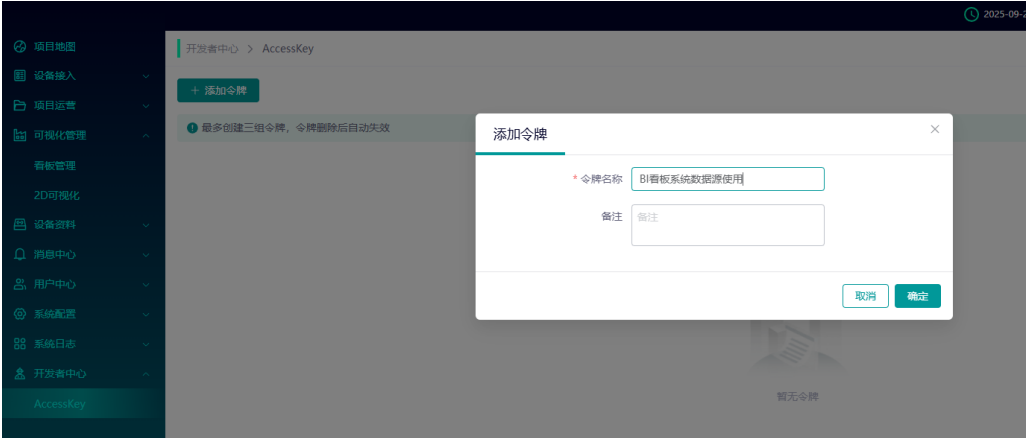 2025-09-2
项目地图
设备接入
项目运营
可视化管理
看板管理
2D可视化
设备资料
消息中心
用户中心
系统配置
系统日志
开发者中心
AccessKey
开发者中心 > AccessKey
+ 添加令牌
最多创建三组令牌，令牌删除后自动失效
添加令牌
* 令牌名称 BI看板系统数据源使用
备注 备注
取消 确定
暂无令牌